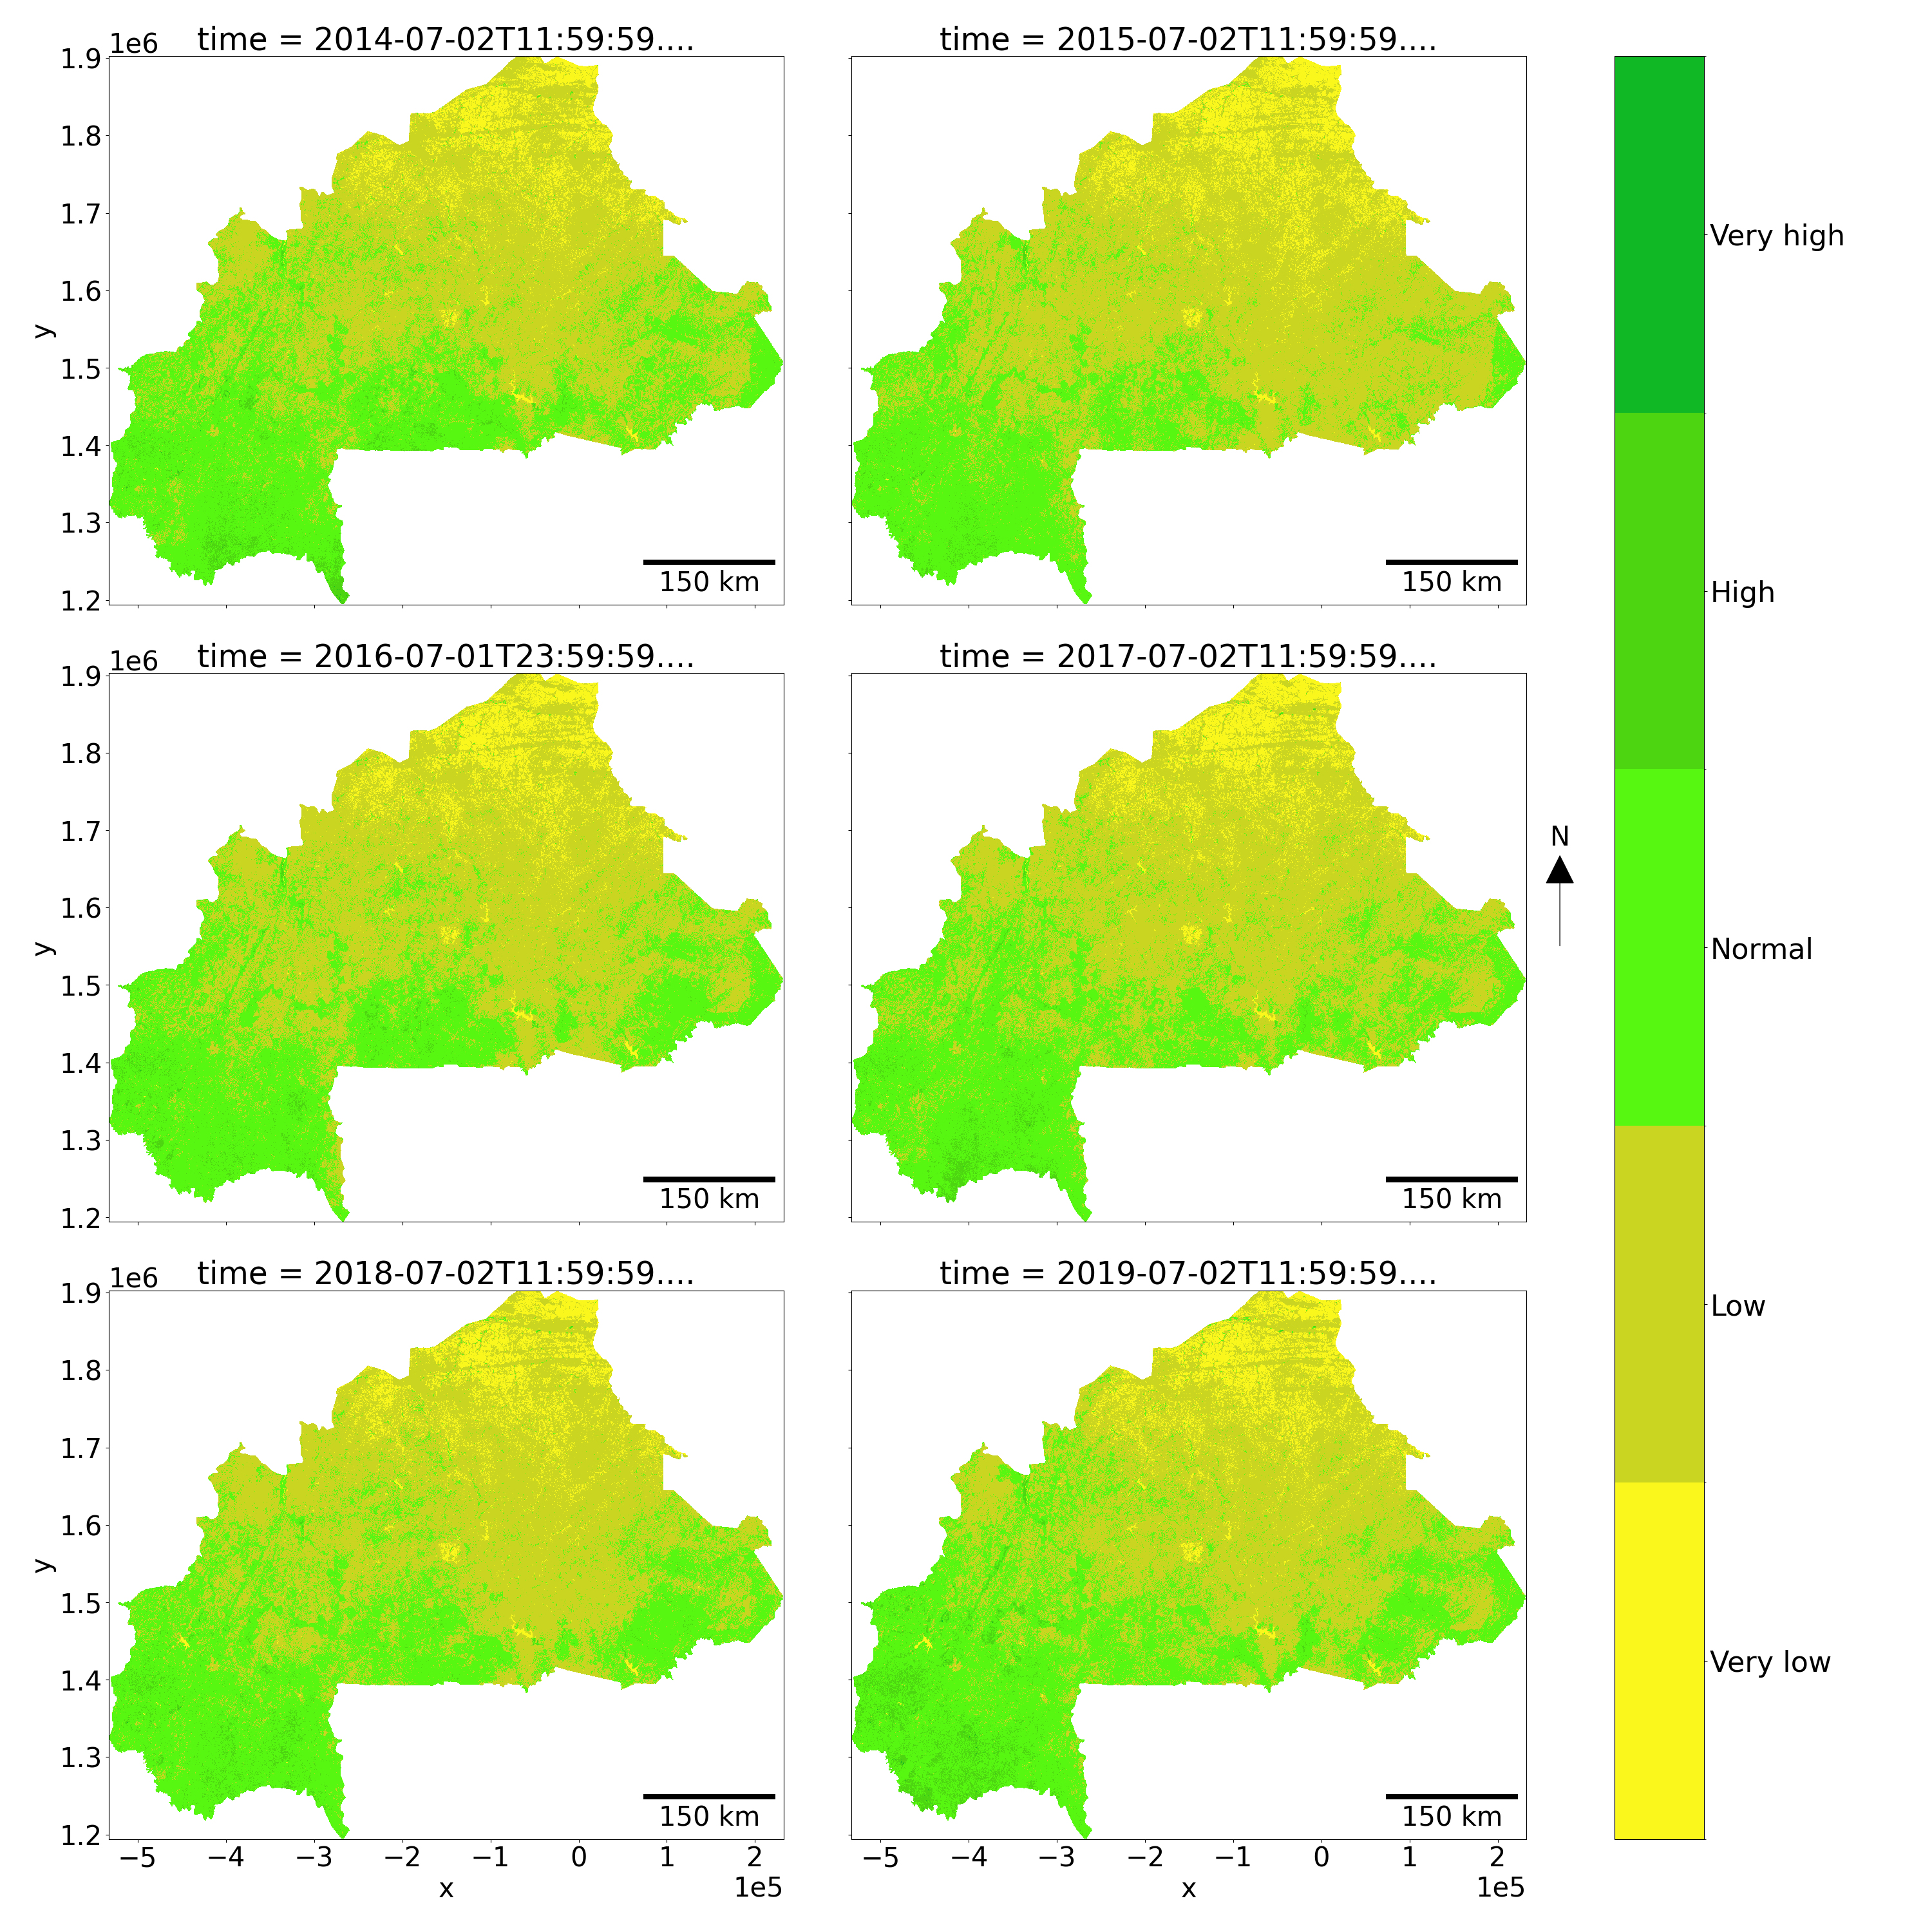 1e6 time = 2014-07-02T11:59:59....
time = 2015-07-02T11:59:59....
1.9
1.8
1.7
1.6
1.5
1.4
1.3
1.2
y
150 km
150 km
1e6 time = 2016-07-01T23:59:59....
time = 2017-07-02T11:59:59....
1.9
1.8
1.7
1.6
1.5
1.4
1.3
1.2
y
150 km
150 km
1e6 time = 2018-07-02T11:59:59....
time = 2019-07-02T11:59:59....
1.9
1.8
1.7
1.6
1.5
1.4
1.3
1.2
y
150 km
150 km
−5 −4 −3 −2 −1 0 1 2
x 1e5
−5 −4 −3 −2 −1 0 1 2
x 1e5
N
Very high
High
Normal
Low
Very low